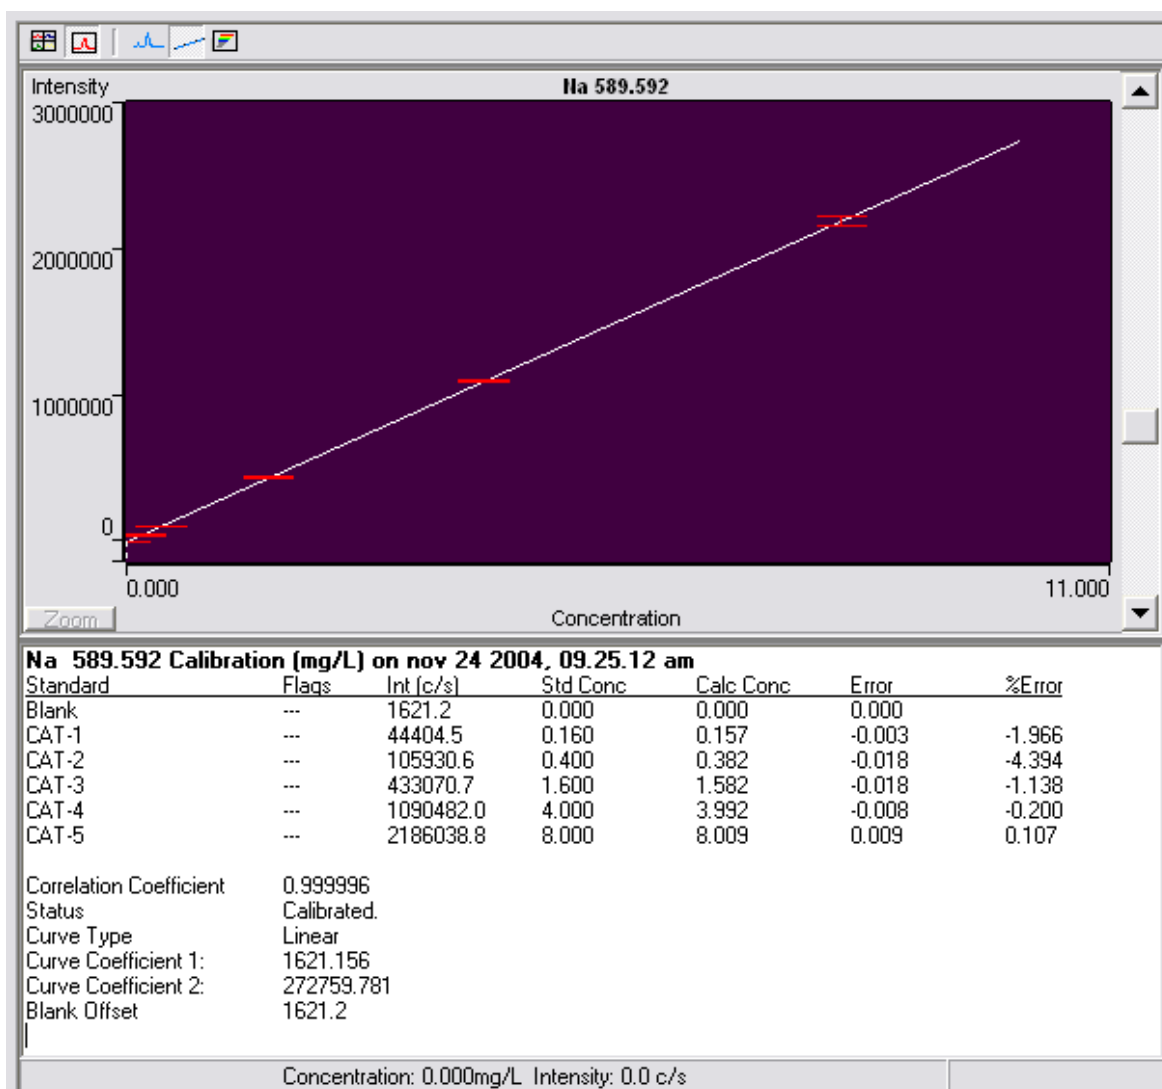 Intensity Na 589.592
3000000
2000000
1000000
0
0.000 11.000
Zoom Concentration
Na 589.592 Calibration (mg/L) on nov 24 2004, 09.25.12 am
Standard Flags Int (c/s) Std Conc Calc Conc Error %Error
Blank --- 1621.2 0.000 0.000 0.000
CAT-1 --- 44404.5 0.160 0.157 -0.003 -1.966
CAT-2 --- 105930.6 0.400 0.382 -0.018 -4.394
CAT-3 --- 433070.7 1.600 1.582 -0.018 -1.138
CAT-4 --- 1090482.0 4.000 3.992 -0.008 -0.200
CAT-5 --- 2186038.8 8.000 8.009 0.009 0.107
Correlation Coefficient 0.999996
Status Calibrated.
Curve Type Linear
Curve Coefficient 1: 1621.156
Curve Coefficient 2: 272759.781
Blank Offset 1621.2
Concentration: 0.000mg/L Intensity: 0.0 c/s